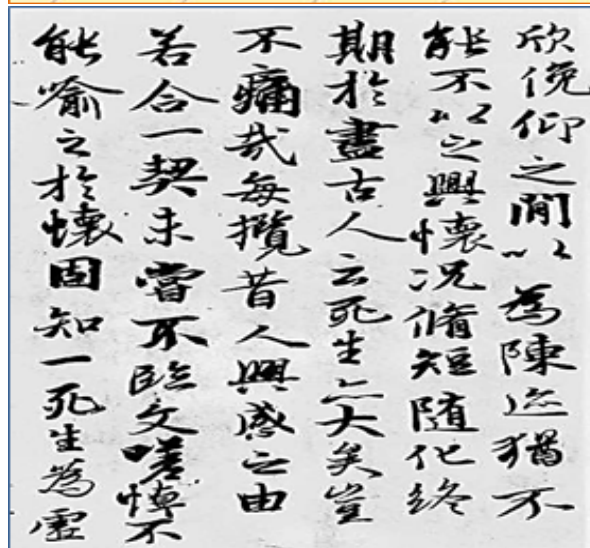 欣俛仰之閒以為陳迹猶不
能不以之興懷况脩短隨化終
期於盡古人云死生亦大矣豈
不痛哉每攬昔人興感之由
若合一契未嘗不臨文嗟悼不
能喻之於懷固知一死生為虛